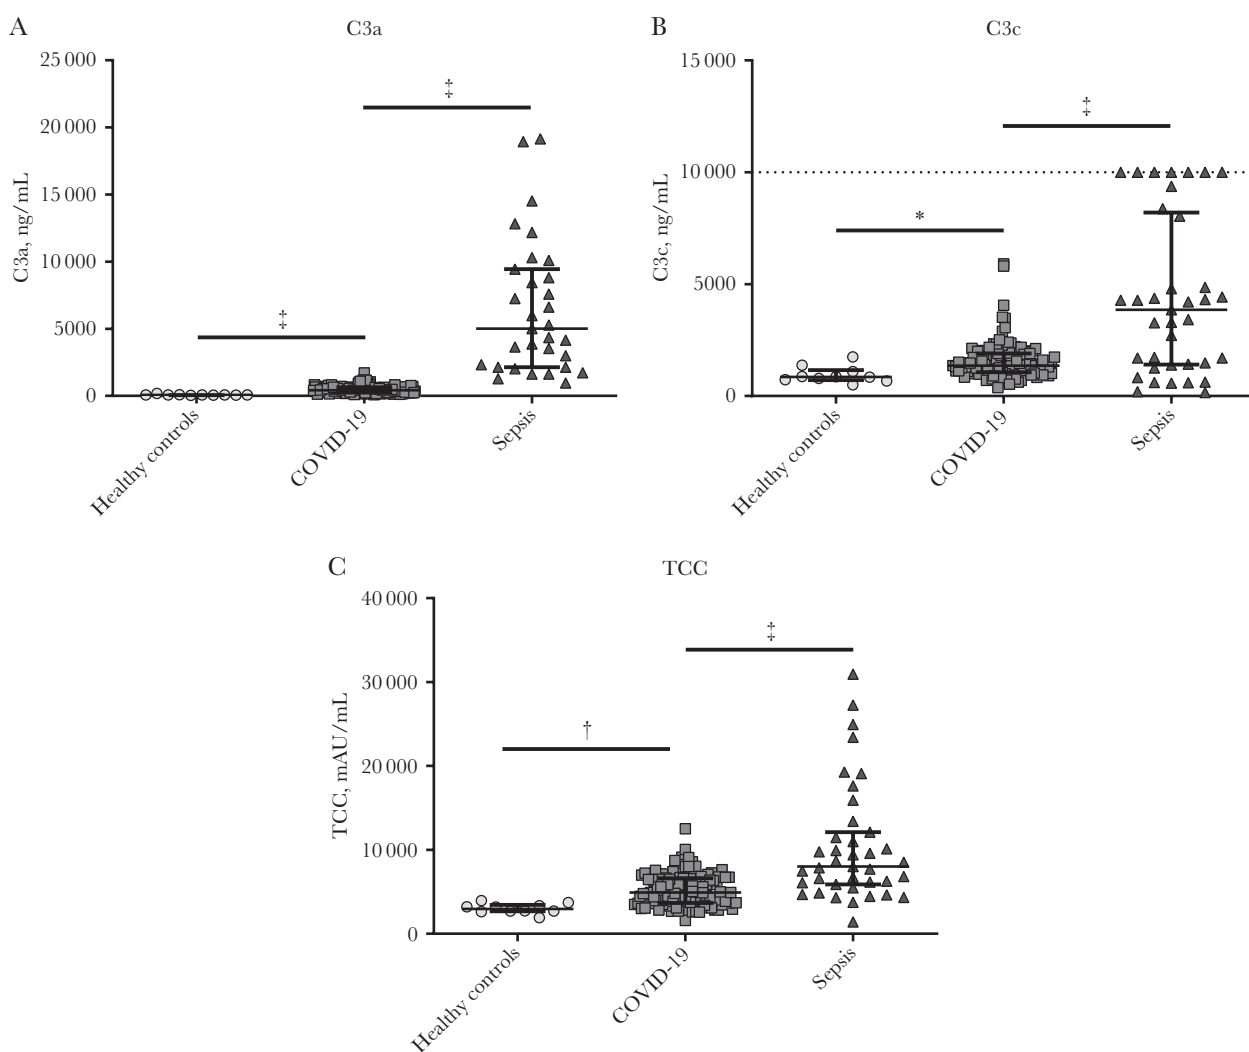 A
C3a
25 000
20 000
15 000
10 000
5000
0
C3a, ng/mL
‡
‡
Healthy controls
COVID-19
Sepsis
B
C3c
15 000
10 000
5000
0
C3c, ng/mL
*
‡
Healthy controls
COVID-19
Sepsis
C
TCC
40 000
30 000
20 000
10 000
0
TCC, mAU/mL
†
‡
Healthy controls
COVID-19
Sepsis